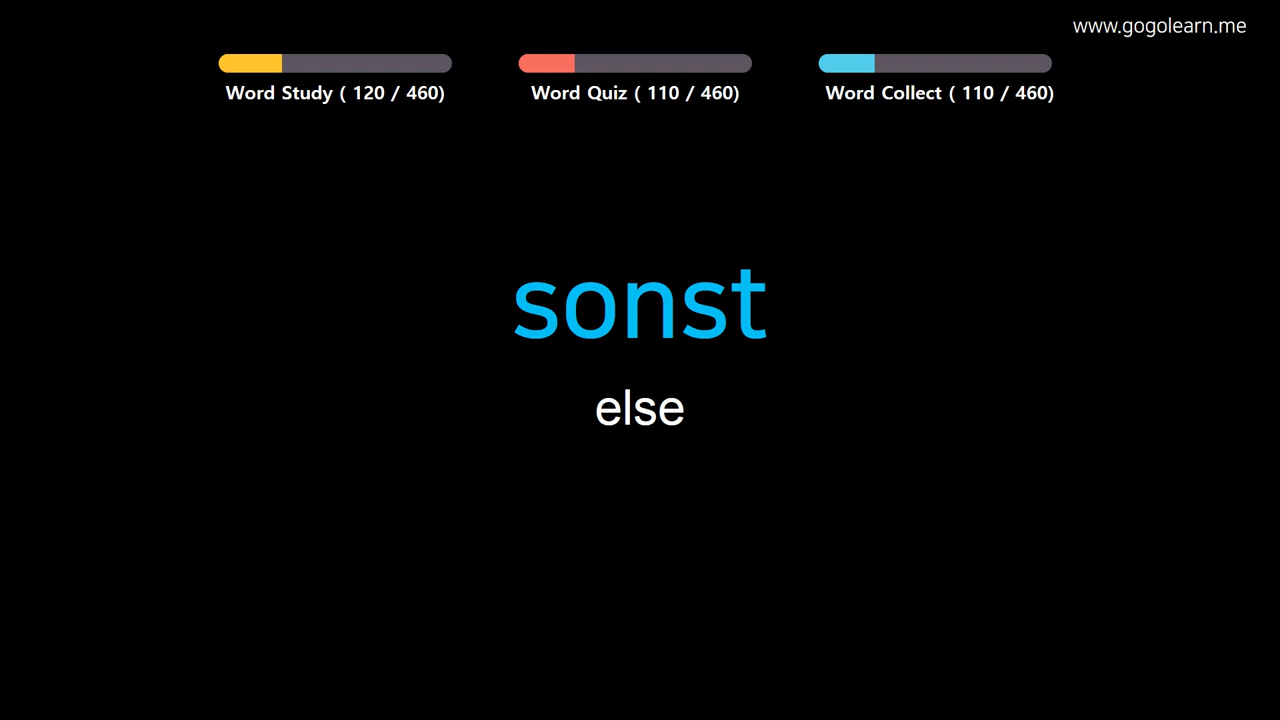 www.gogolearn.me
Word Study ( 120 / 460)
Word Quiz ( 110 / 460)
Word Collect ( 110 / 460)
sonst
else